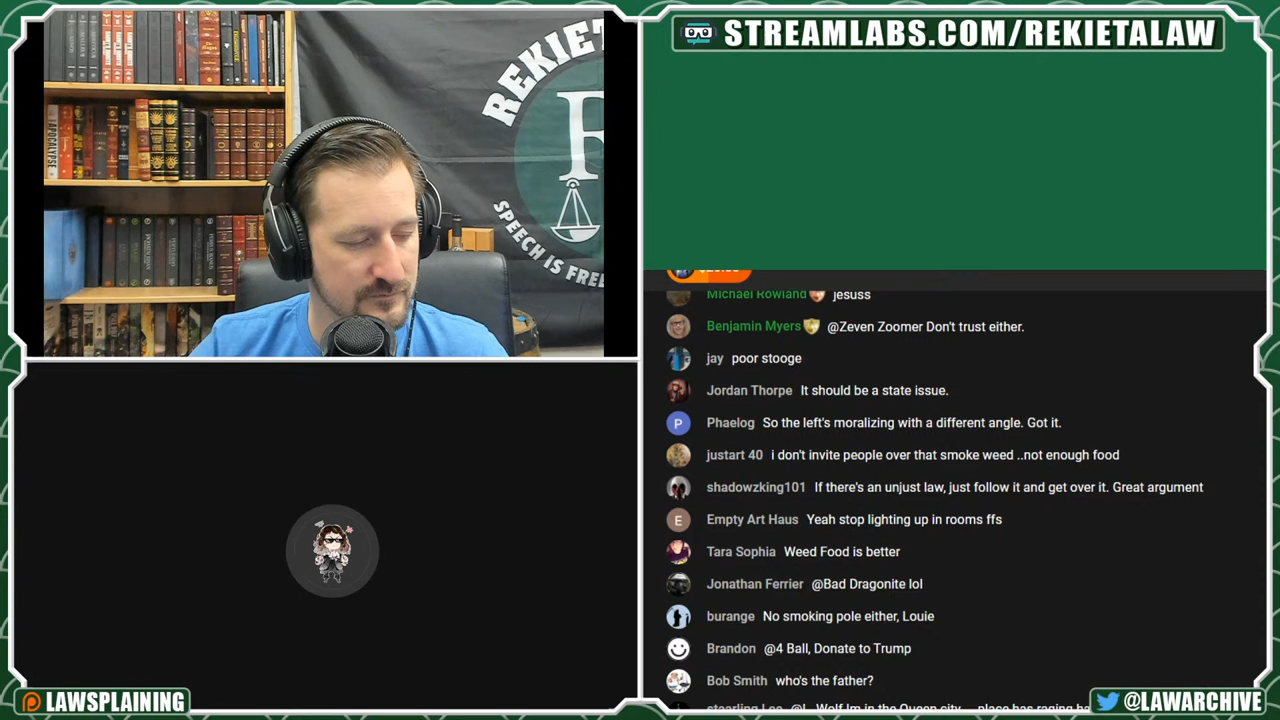 STREAMLABS.COM/REKIETALAW
REKIET
SPEECH IS FREE
APOCALYPSE
Michael Rowland jesuss
Benjamin Myers @Zeven Zoomer Don't trust either.
jay poor stooge
Jordan Thorpe It should be a state issue.
P Phaelog So the left's moralizing with a different angle. Got it.
justart 40 i don't invite people over that smoke weed ..not enough food
shadowzking101 If there's an unjust law, just follow it and get over it. Great argument
E Empty Art Haus Yeah stop lighting up in rooms ffs
Tara Sophia Weed Food is better
Jonathan Ferrier @Bad Dragonite lol
burange No smoking pole either, Louie
Brandon @4 Ball, Donate to Trump
Bob Smith who's the father?
LAWSPLAINING
@LAWARCHIVE